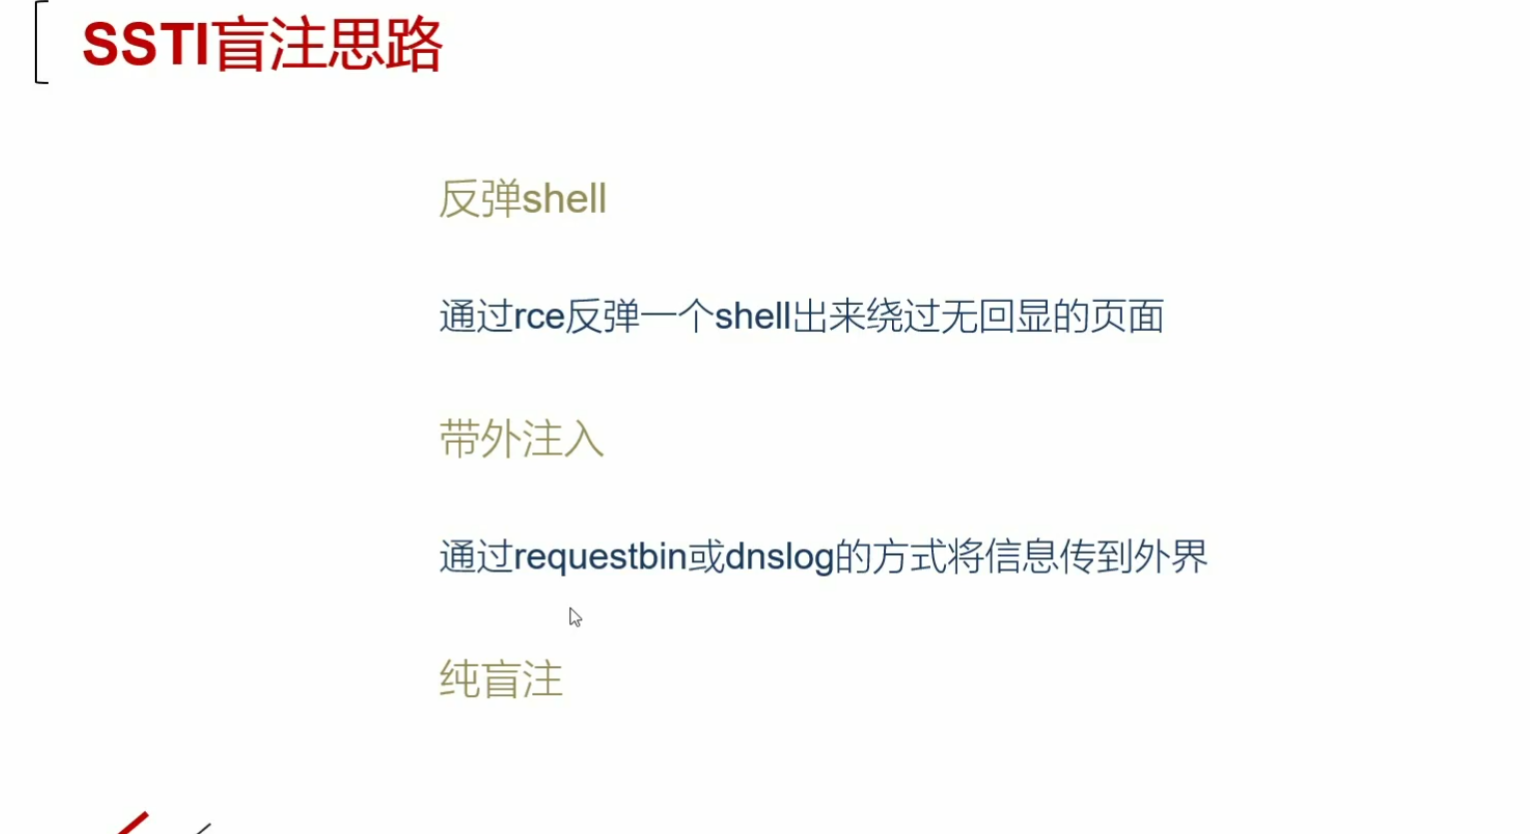 SSTI盲注思路
反弹shell
通过rce反弹一个shell出来绕过无回显的页面
带外注入
通过requestbin或dnslog的方式将信息传到外界
纯盲注